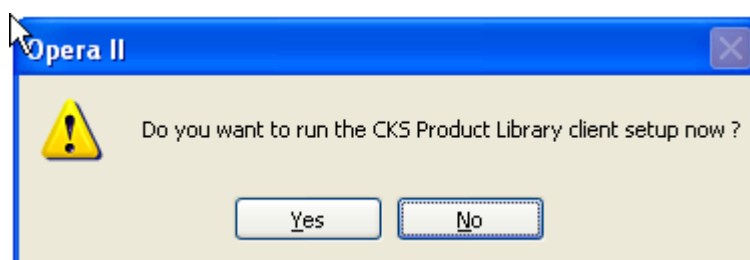 Opera II
Do you want to run the CKS Product Library client setup now ?
Yes
No